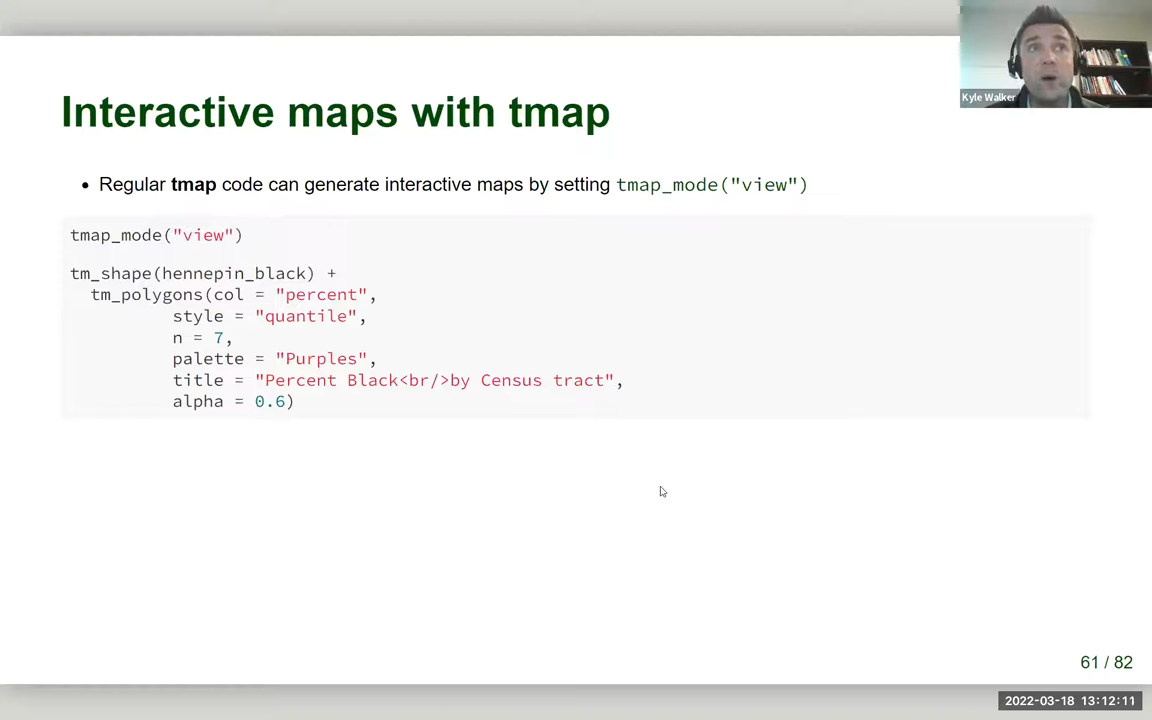 Kyle Walker
Interactive maps with tmap
• Regular tmap code can generate interactive maps by setting tmap_mode("view")
tmap_mode("view")
tm_shape(hennepin_black) +
  tm_polygons(col = "percent",
          style = "quantile",
          n = 7,
          palette = "Purples",
          title = "Percent Black<br/>by Census tract",
          alpha = 0.6)
61 / 82
2022-03-18 13:12:11